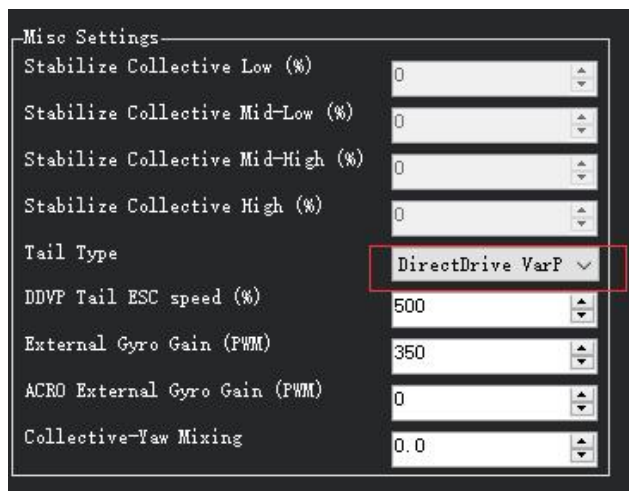 Misc Settings
Stabilize Collective Low (%) 0
Stabilize Collective Mid-Low (%) 0
Stabilize Collective Mid-High (%) 0
Stabilize Collective High (%) 0
Tail Type DirectDrive VarP
DDVP Tail ESC speed (%) 500
External Gyro Gain (PWM) 350
ACRO External Gyro Gain (PWM) 0
Collective-Yaw Mixing 0.0